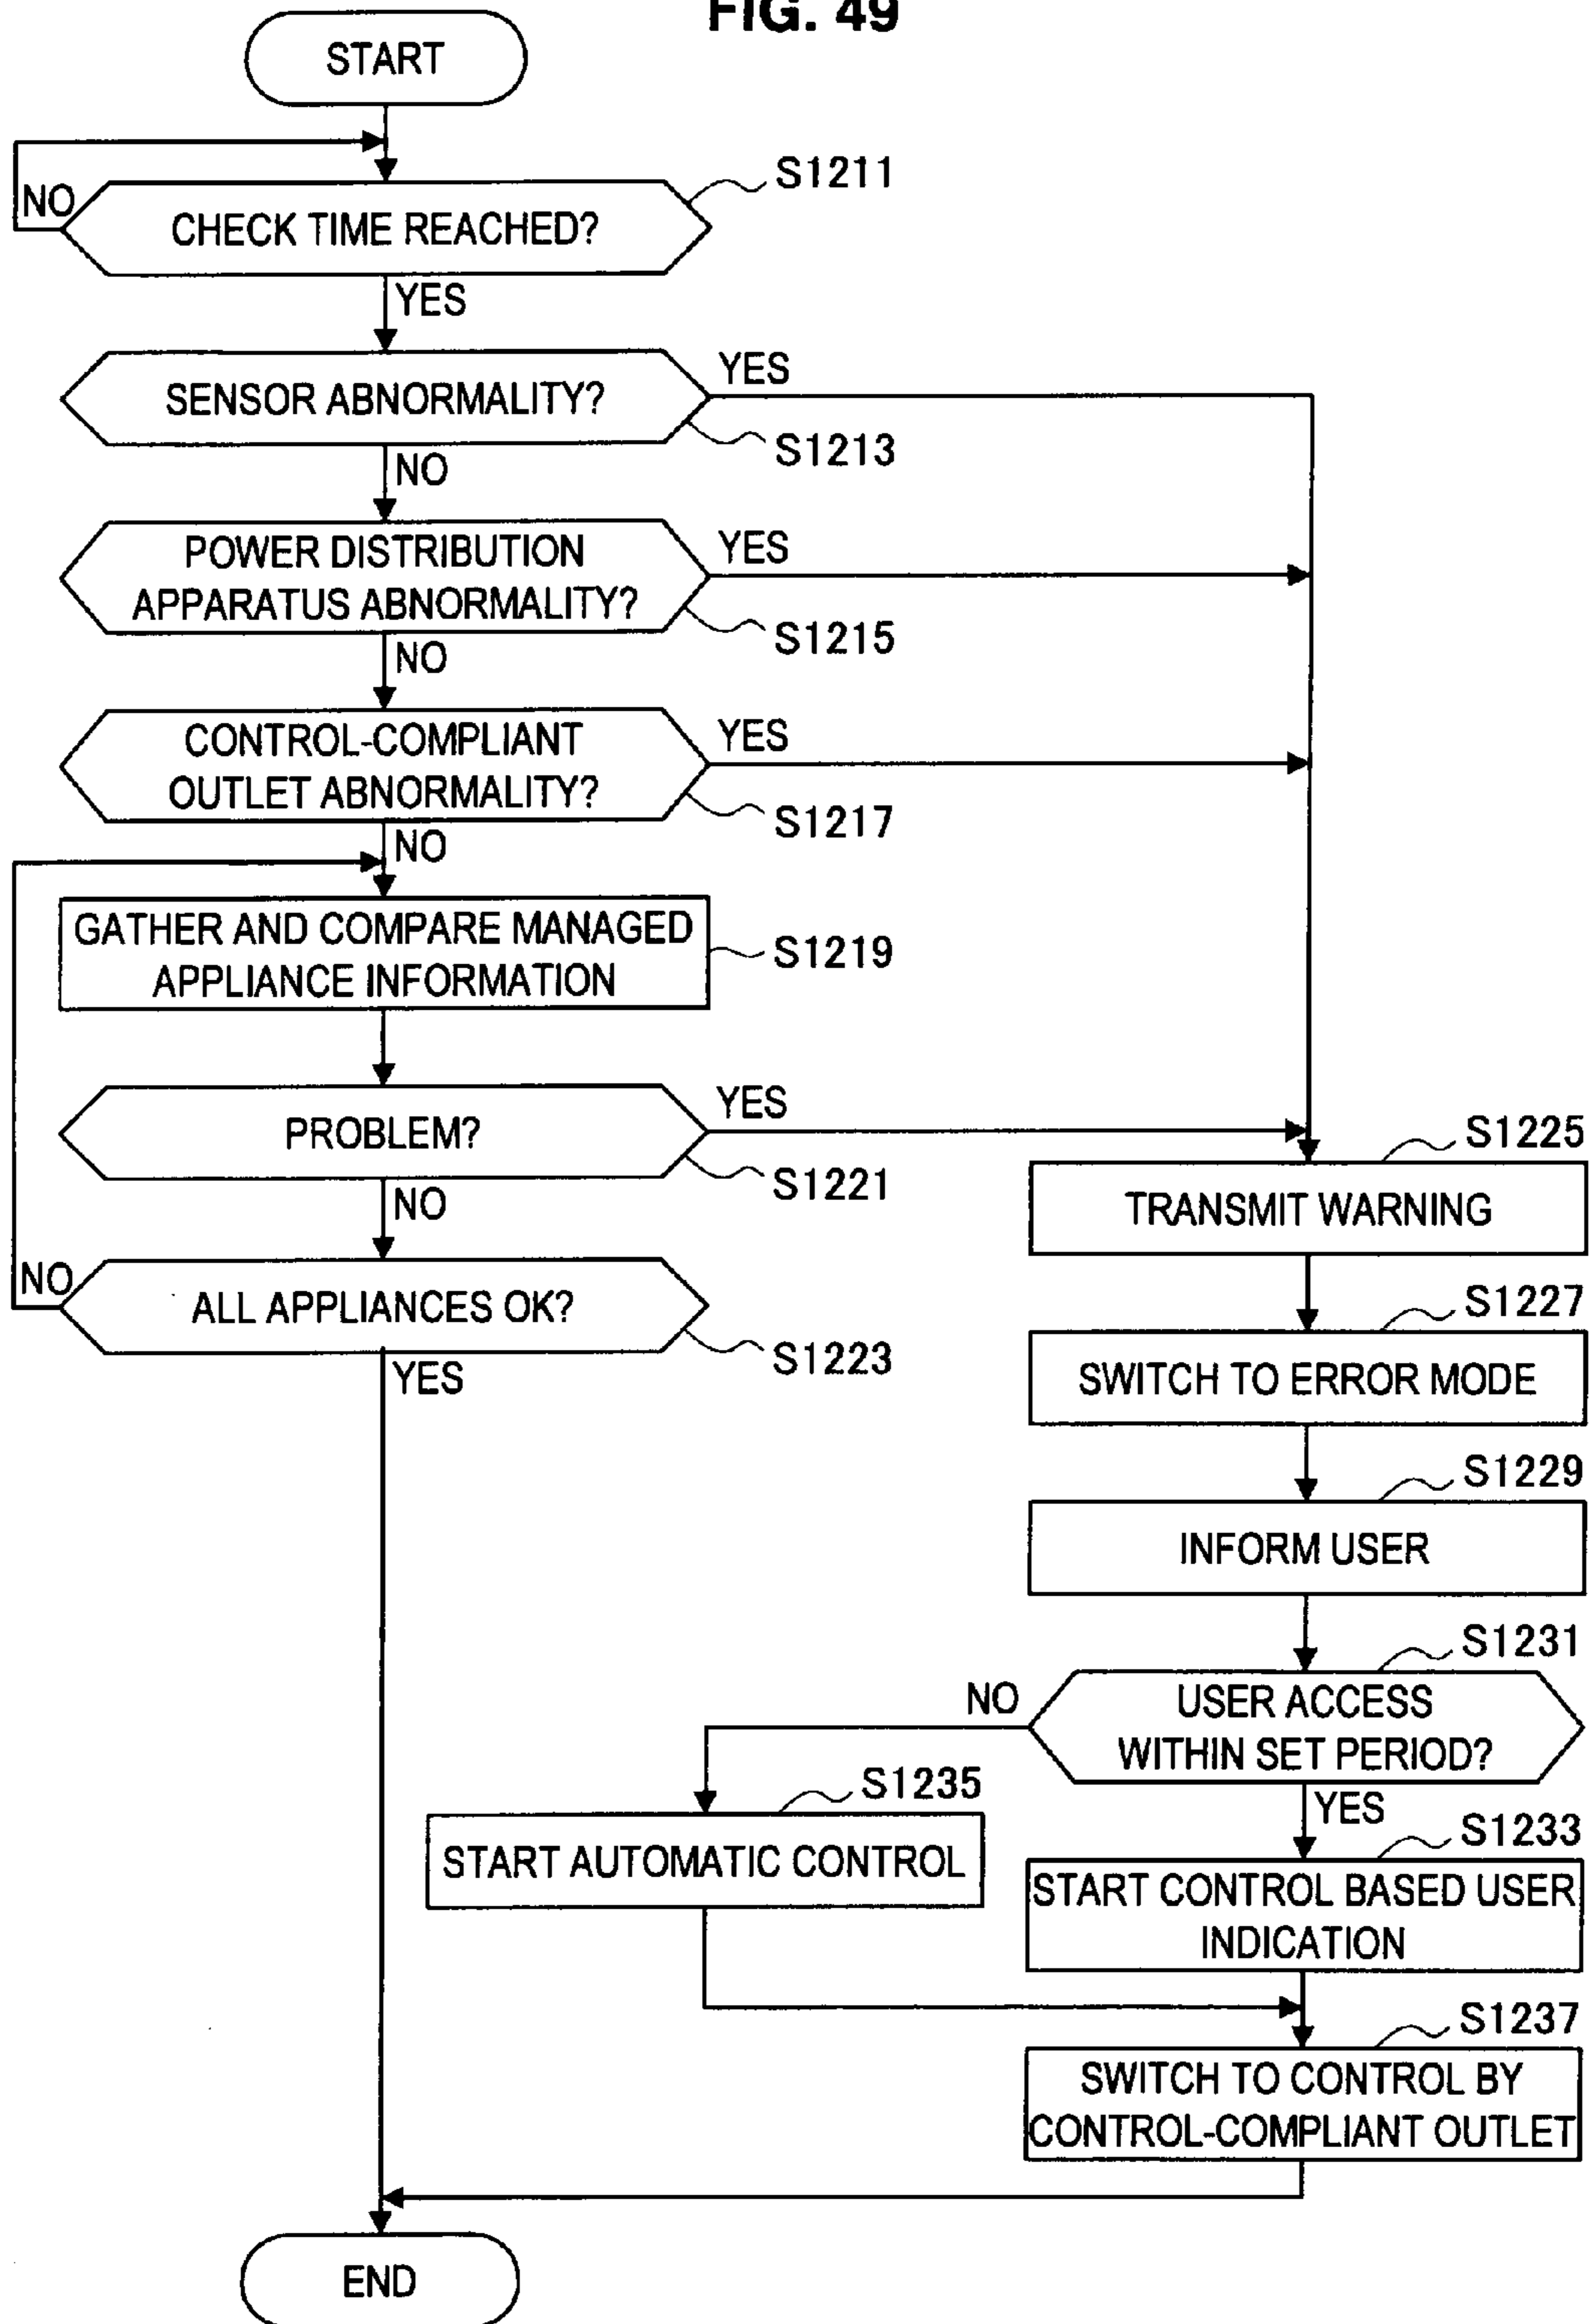 FIG. 49
START
NO
S1211
CHECK TIME REACHED?
YES
SENSOR ABNORMALITY?
YES
S1213
NO
POWER DISTRIBUTION
APPARATUS ABNORMALITY?
YES
S1215
NO
CONTROL-COMPLIANT
OUTLET ABNORMALITY?
YES
S1217
NO
GATHER AND COMPARE MANAGED
APPLIANCE INFORMATION
S1219
PROBLEM?
YES
S1221
NO
NO
ALL APPLIANCES OK?
S1223
YES
S1225
TRANSMIT WARNING
S1227
SWITCH TO ERROR MODE
S1229
INFORM USER
S1231
USER ACCESS
WITHIN SET PERIOD?
NO
YES
S1235
START AUTOMATIC CONTROL
S1233
START CONTROL BASED USER
INDICATION
S1237
SWITCH TO CONTROL BY
CONTROL-COMPLIANT OUTLET
END